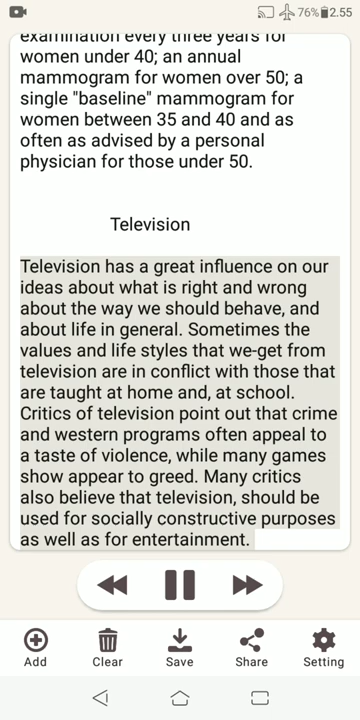 76% 2.55
examination every three years for
women under 40; an annual
mammogram for women over 50; a
single "baseline" mammogram for
women between 35 and 40 and as
often as advised by a personal
physician for those under 50.
Television
Television has a great influence on our
ideas about what is right and wrong
about the way we should behave, and
about life in general. Sometimes the
values and life styles that we-get from
television are in conflict with those that
are taught at home and, at school.
Critics of television point out that crime
and western programs often appeal to
a taste of violence, while many games
show appear to greed. Many critics
also believe that television, should be
used for socially constructive purposes
as well as for entertainment.
Add Clear Save Share Setting